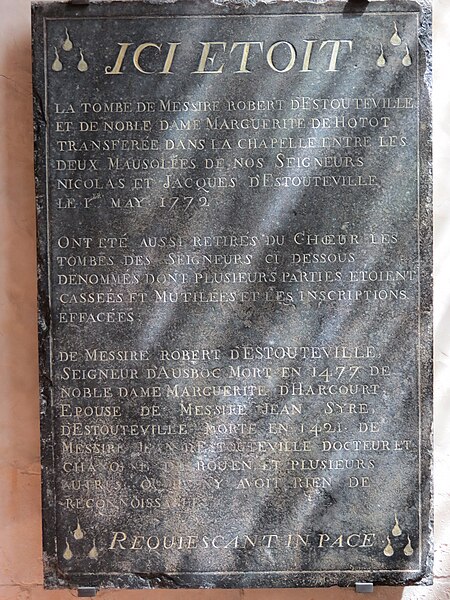 ICI ETOIT
LA TOMBE DE MESSIRE ROBERT D'ESTOUTEVILLE
ET DE NOBLE DAME MARGUERITE DE HOTOT
TRANSFERÉE DANS LA CHAPELLE ENTRE LES
DEUX MAUSOLÉES DE NOS SEIGNEURS
NICOLAS ET JACQUES D'ESTOUTEVILLE
LE 1er MAY 1772
ONT ETÉ AUSSI RETIRES DU CHŒUR LES
TOMBES DES SEIGNEURS CI DESSOUS
DENOMMÉS DONT PLUSIEURS PARTIES ETOIENT
CASSEÉS ET MUTILÉES ET LES INSCRIPTIONS
EFFACÉES;
DE MESSIRE ROBERT D'ESTOUTEVILLE
SEIGNEUR D'AUSBOC MORT EN 1477 DE
NOBLE DAME MARGUERITE D'HARCOURT
EPOUSE DE MESSIRE JEAN SYRE
D'ESTOUTEVILLE MORTE EN 1421 DE
MESSIRE JEAN D'ESTOUTEVILLE DOCTEUR ET
CHANOINE DE ROUEN ET PLUSIEURS
AUTRES OU IL N'Y AVOIT RIEN DE
RECONNOISSABLE
REQUIESCANT IN PACE